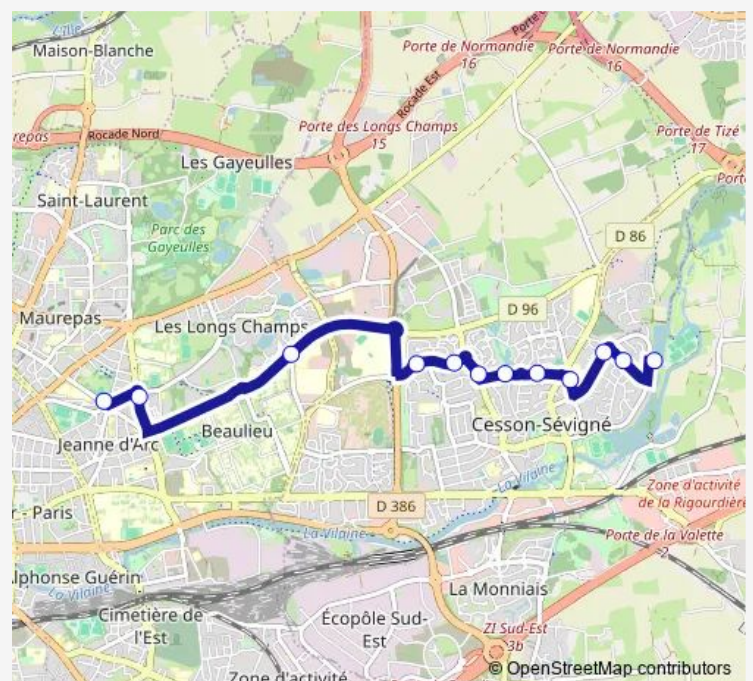 Maison-Blanche
Porte de Normandie
16
Porte de Normandie
16
Rocade Est
Rocade Nord
Porte des Longs Champs
15
Porte de Tizé
17
Les Gayeulles
Saint-Laurent
Parc des
Gayeulles
D 86
D 96
Maurepas
Les Longs Champs
Jeanne d'Arc
Beaulieu
Cesson-Sévigné
La Vilaine
Zone d'activité
de la Rigourdière
D 386
r - Paris
La Vilaine
Porte de la Valette
2
lphonse Guérin
La Vilaine
La Monniais
Cimetière de
l'Est
Écopôle Sud-
Est
ZI Sud-Est
3b
Zone d'activité
© OpenStreetMap contributors